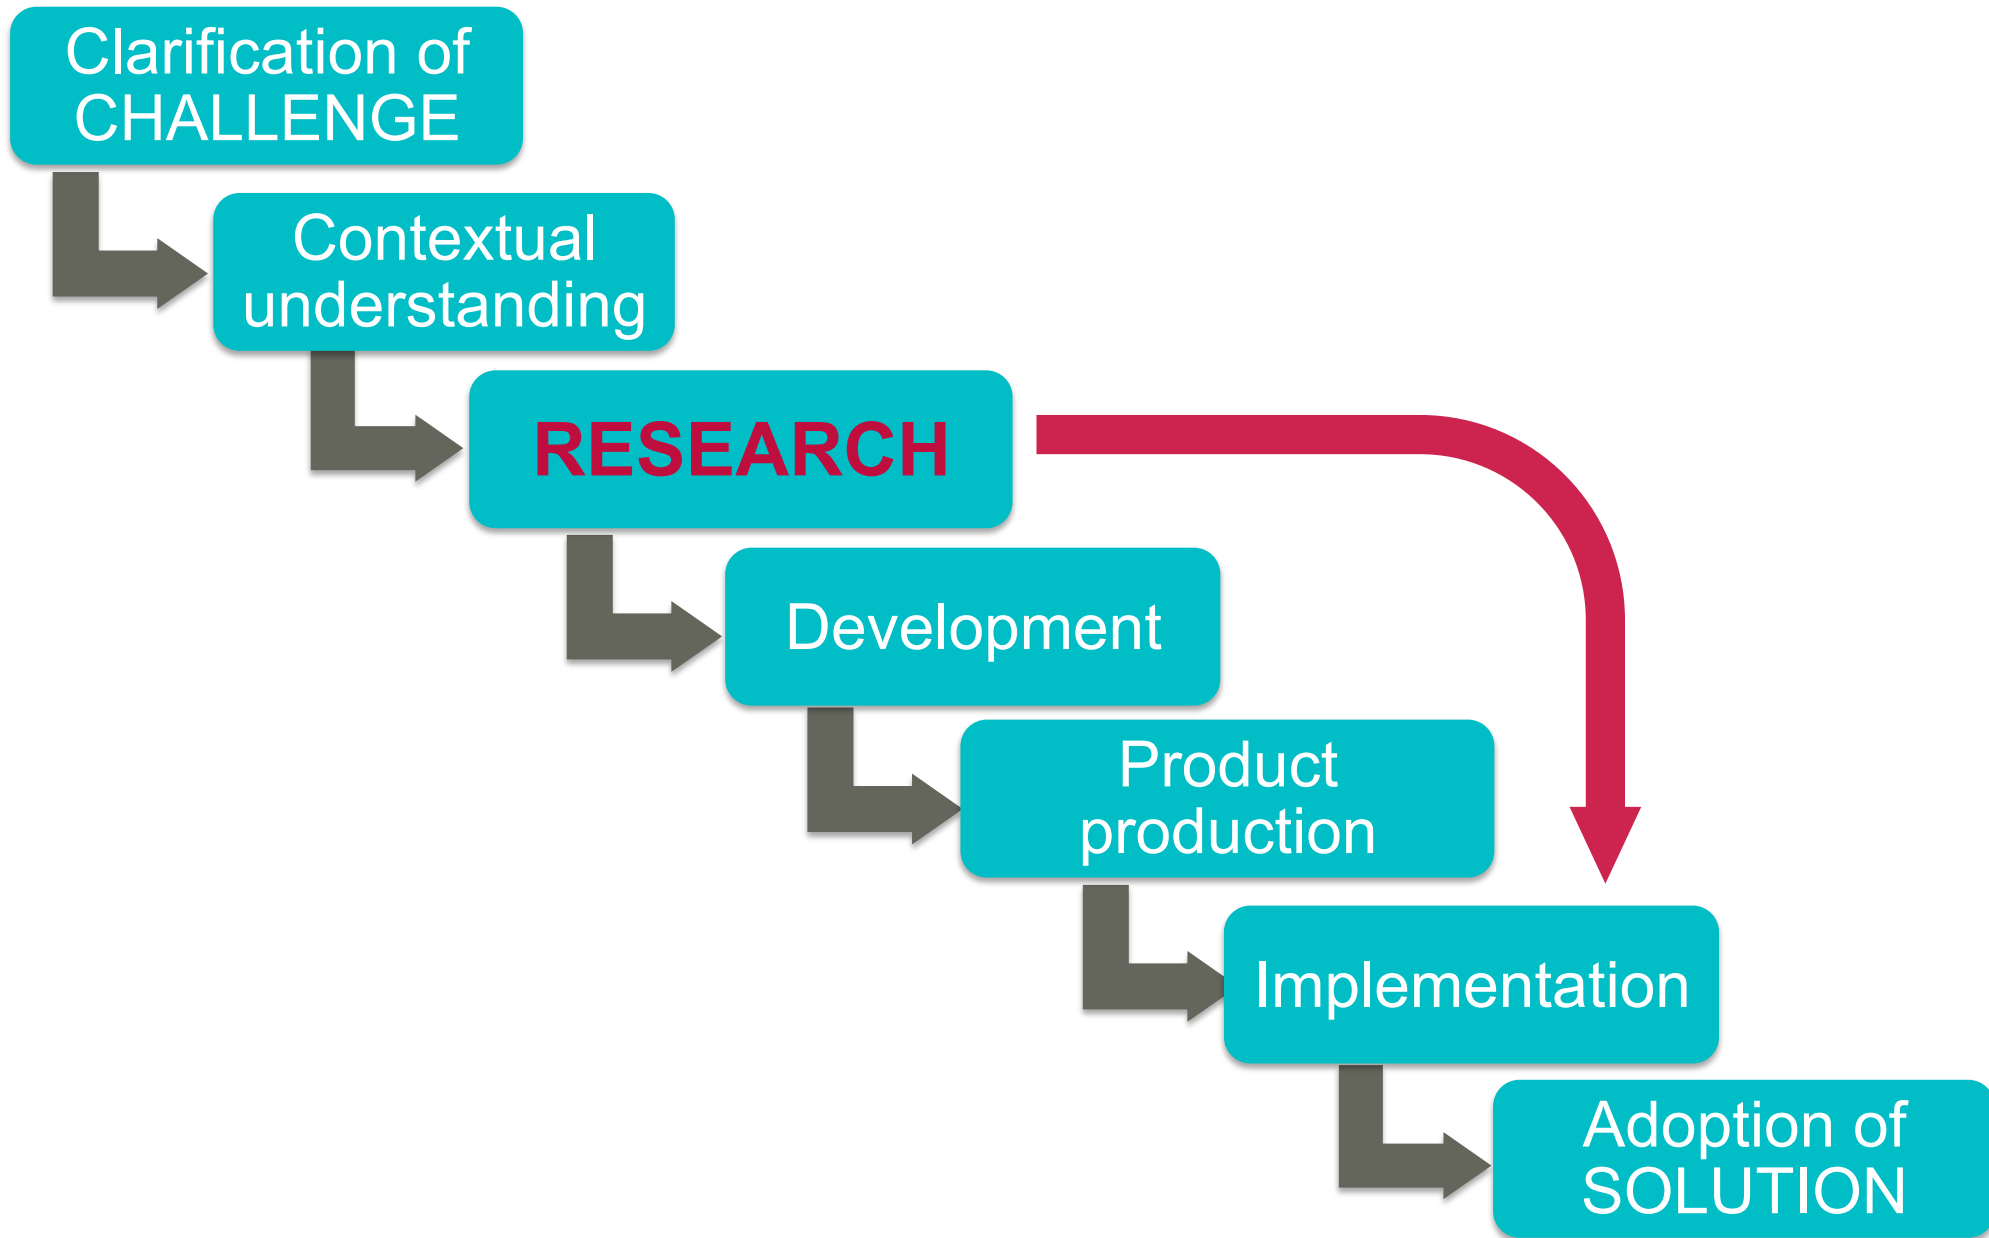 Clarification of
CHALLENGE
Contextual
understanding
RESEARCH
Development
Product
production
Implementation
Adoption of
SOLUTION